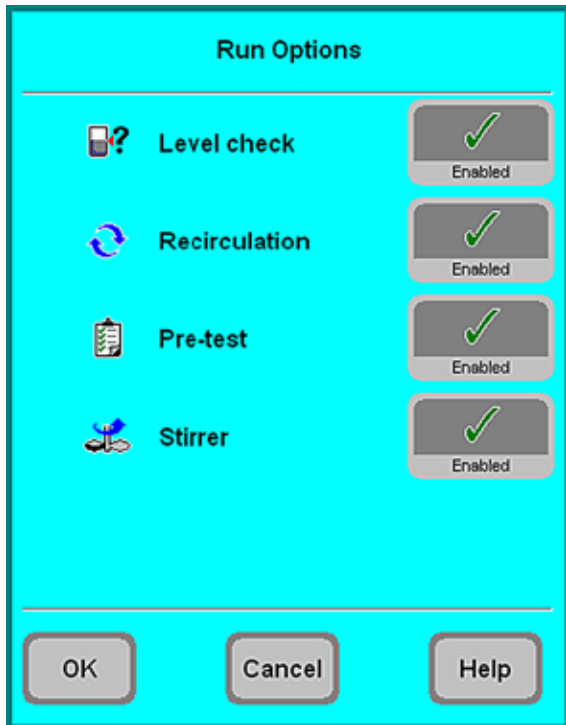 Run Options
Level check
Enabled
Recirculation
Enabled
Pre-test
Enabled
Stirrer
Enabled
OK
Cancel
Help